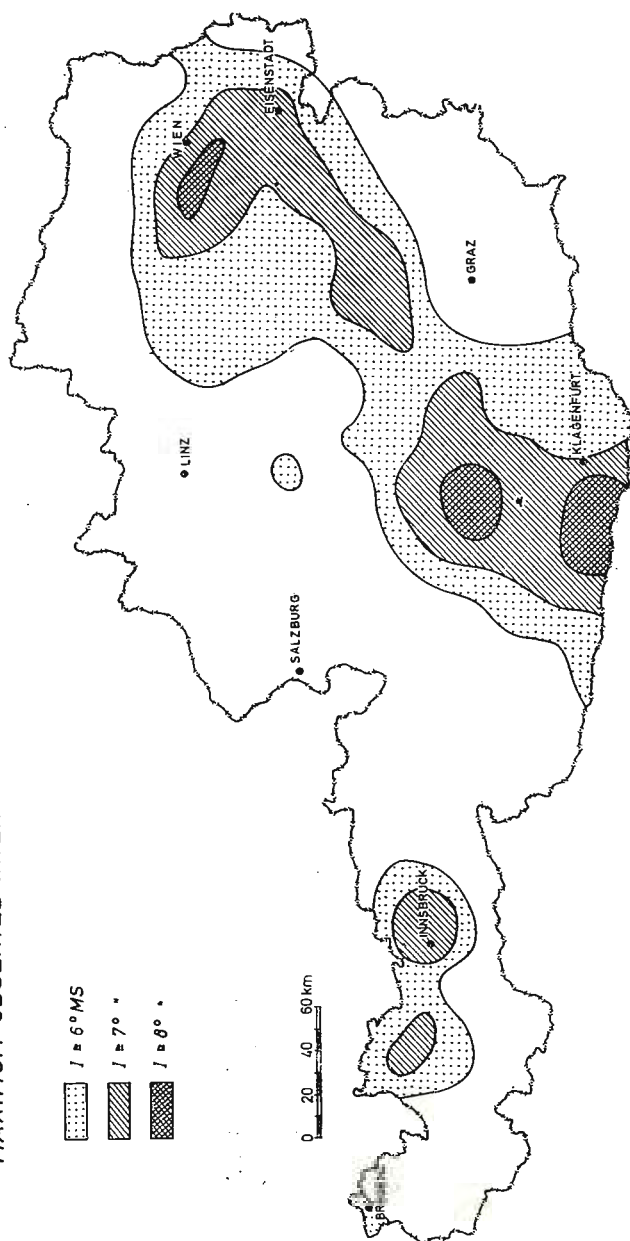 I ≥ 6° MS
I ≥ 7° "
I ≥ 8° "
0 20 40 60 km
WIEN
EISENSTADT
LINZ
SALZBURG
GRAZ
KLAGENFURT
INNSBRUCK